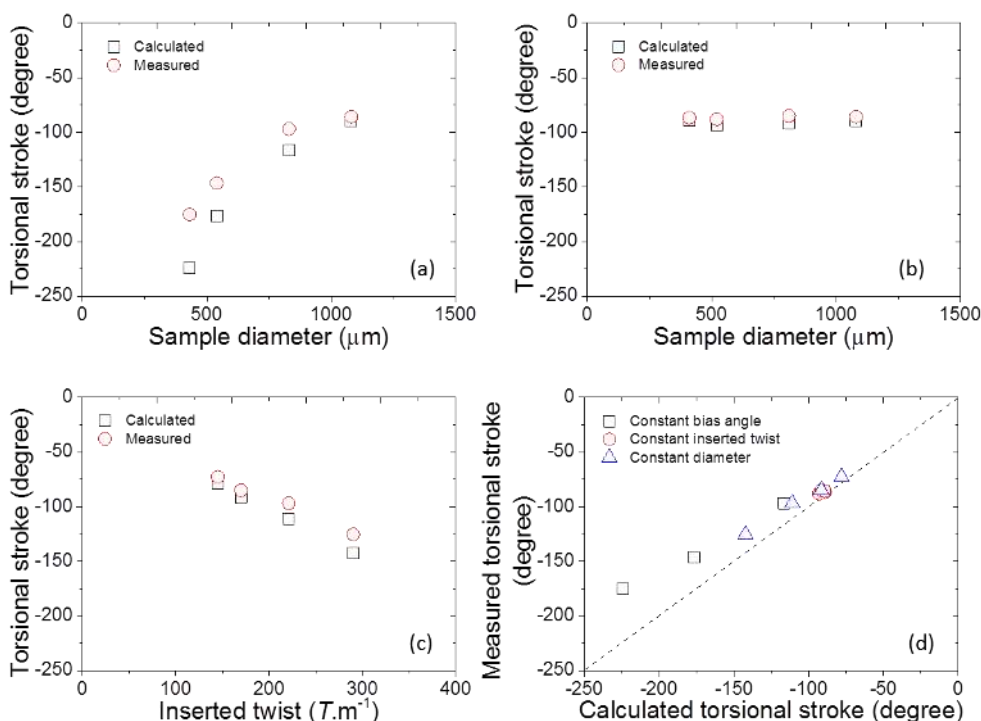 0
-50
-100
-150
-200
-250
Torsional stroke (degree)
Calculated
Measured
(a)
0 500 1000 1500
Sample diameter (μm)
0
-50
-100
-150
-200
-250
Torsional stroke (degree)
Calculated
Measured
(b)
0 500 1000 1500
Sample diameter (μm)
0
-50
-100
-150
-200
-250
Torsional stroke (degree)
Calculated
Measured
(c)
0 100 200 300 400
Inserted twist (T.m⁻¹)
0
-50
-100
-150
-200
-250
Measured torsional stroke
(degree)
Constant bias angle
Constant inserted twist
Constant diameter
(d)
-250 -200 -150 -100 -50 0
Calculated torsional stroke (degree)